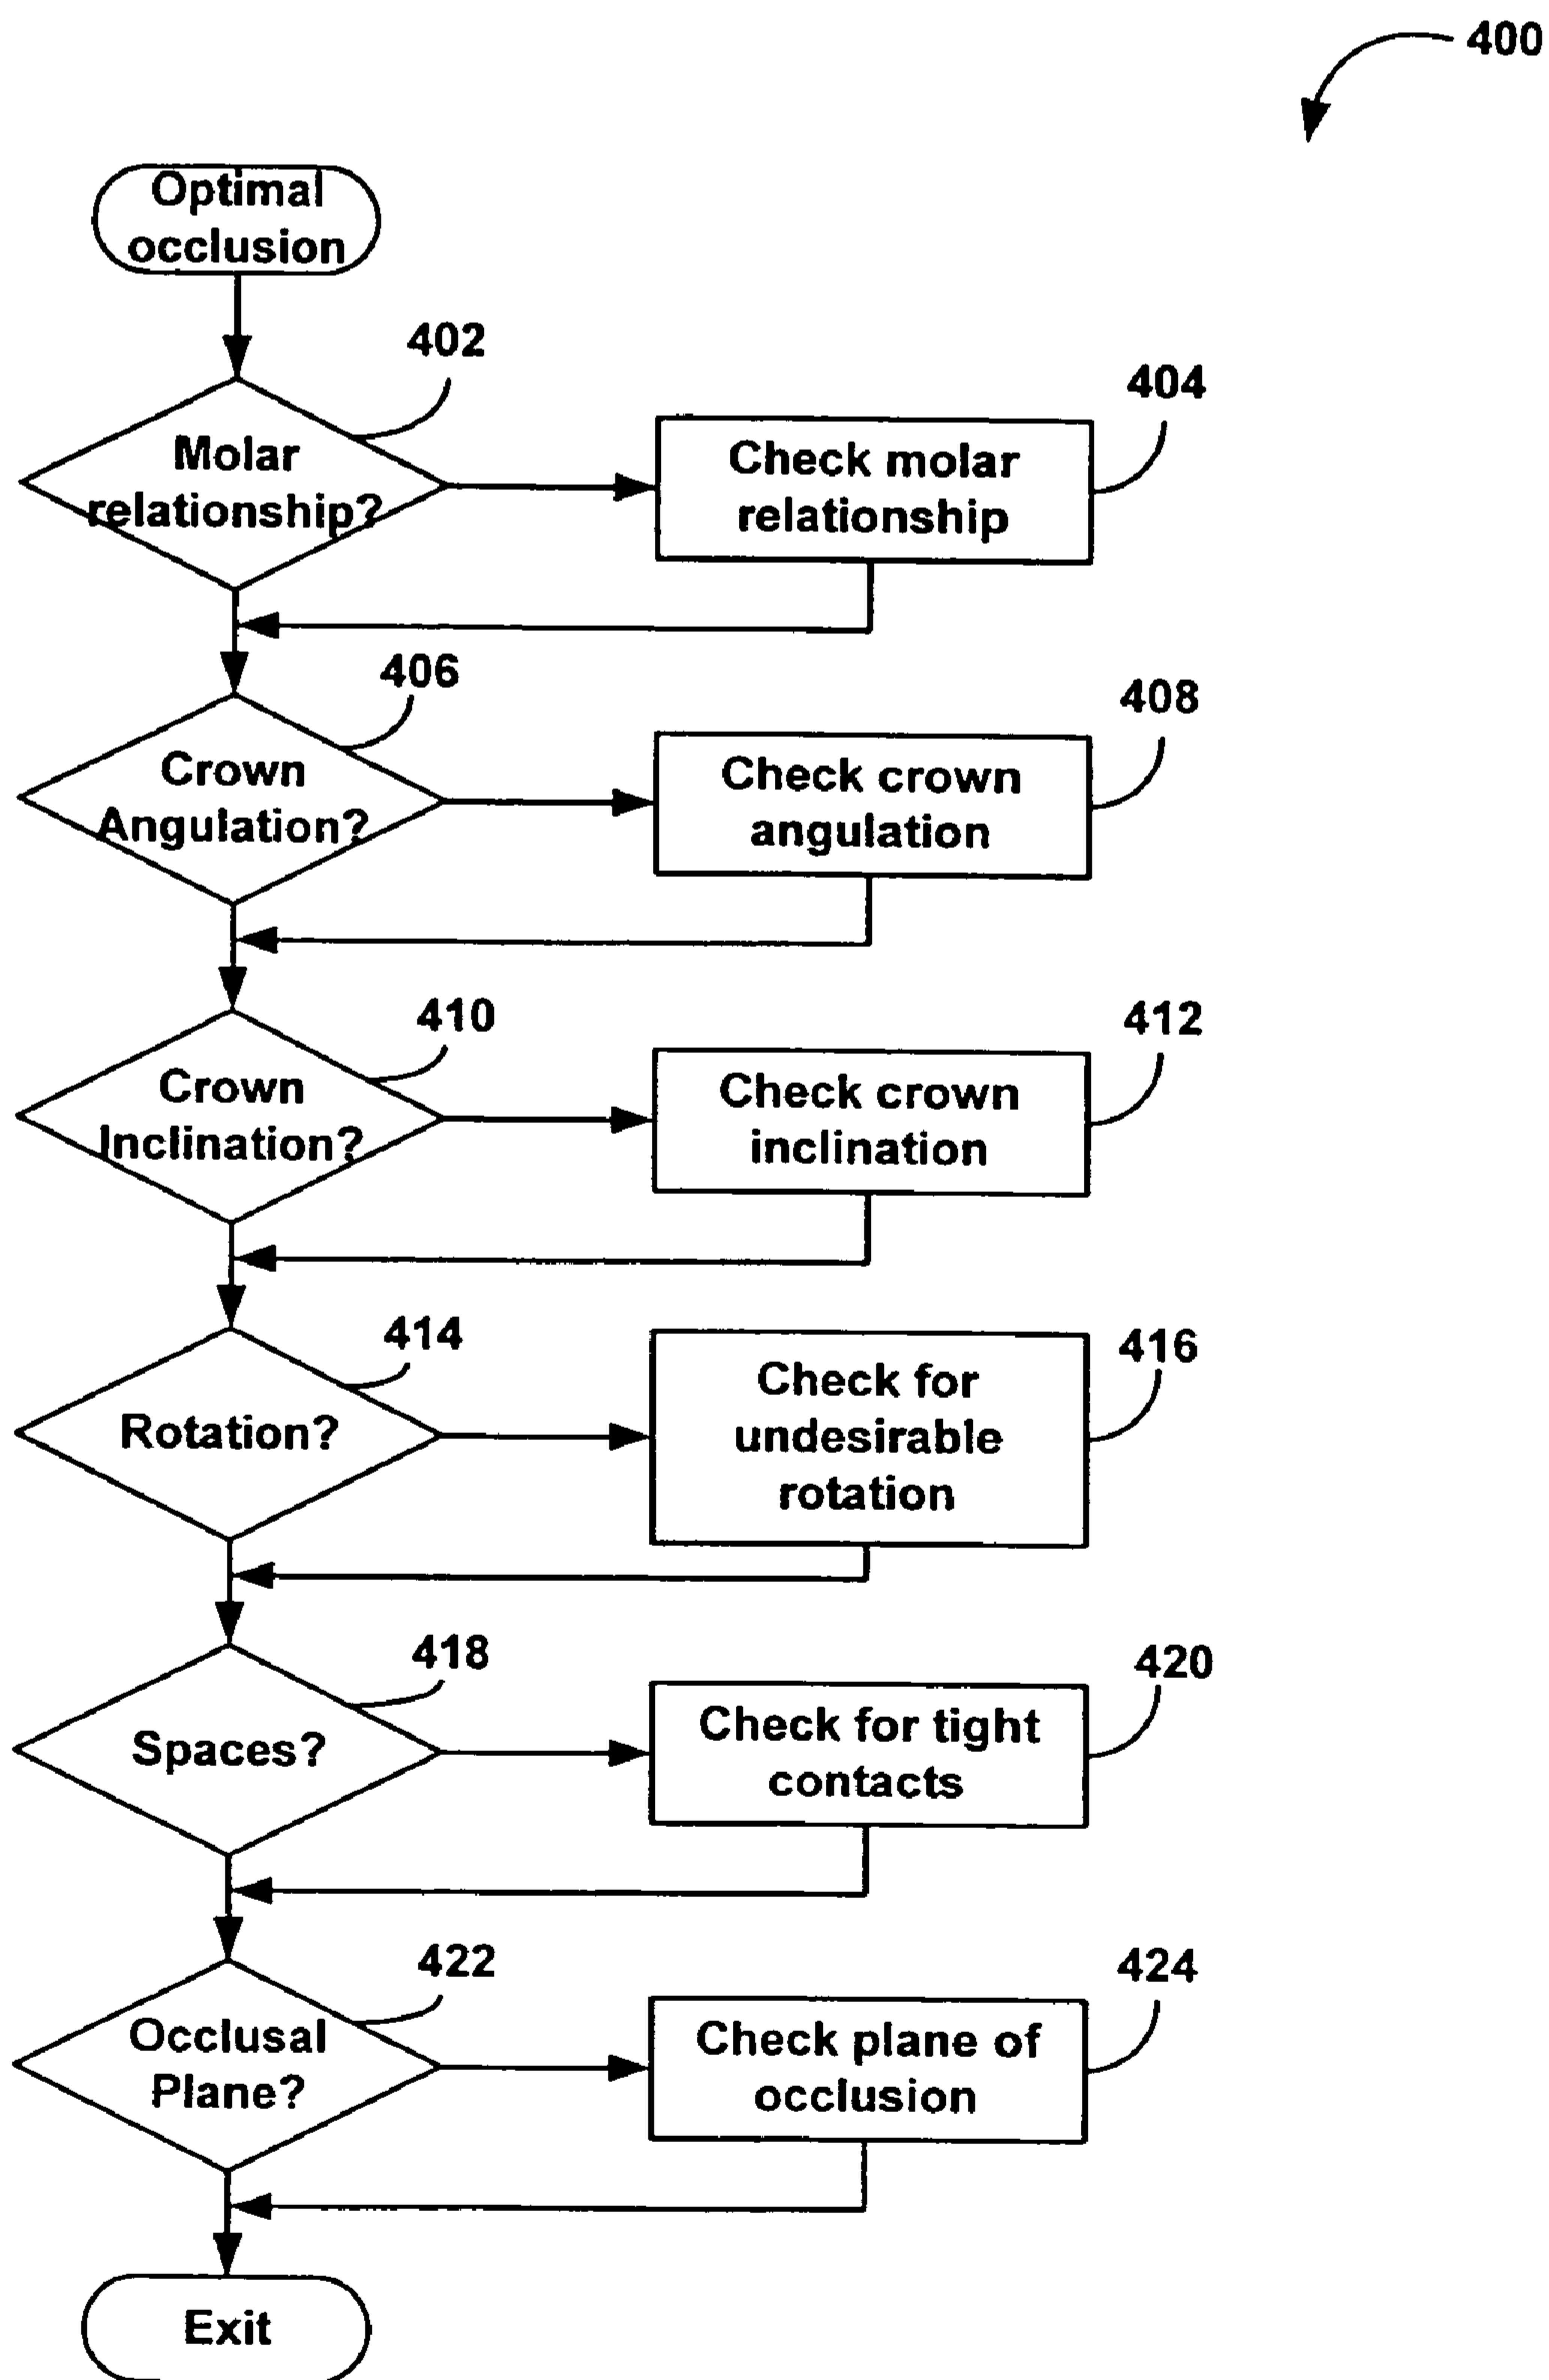 400
Optimal
occlusion
402
404
Molar
relationship?
Check molar
relationship
406
408
Crown
Angulation?
Check crown
angulation
410
412
Crown
Inclination?
Check crown
inclination
414
416
Rotation?
Check for
undesirable
rotation
418
420
Spaces?
Check for tight
contacts
422
424
Occlusal
Plane?
Check plane of
occlusion
Exit